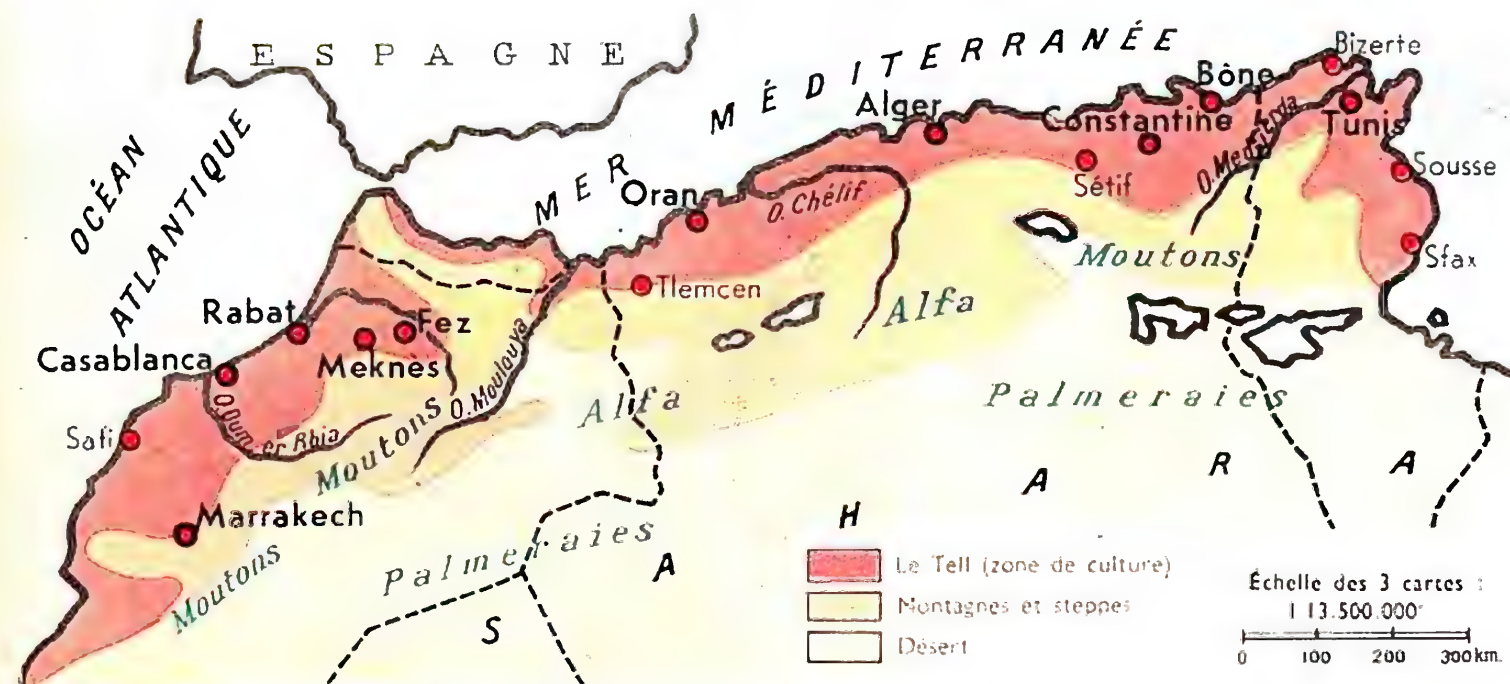 ESPAGNE
MER MÉDITERRANÉE
OCÉAN
ATLANTIQUE
Bizerte
Bône
Alger
Constantine
Tunis
O. Medjerda
Sétif
Sousse
Oran
O. Chélif
Sfax
Moutons
Tlemcen
Alfa
Rabat
Fez
Casablanca
Meknes
O. Moulouya
Alfa
Palmeraies
O. Oum er Rbia
Moutons
Safi
Marrakech
Moutons
Palmeraies
SAHARA
Le Tell (zone de culture)
Montagnes et steppes
Désert
Échelle des 3 cartes :
1 13.500.000
0 100 200 300 km.